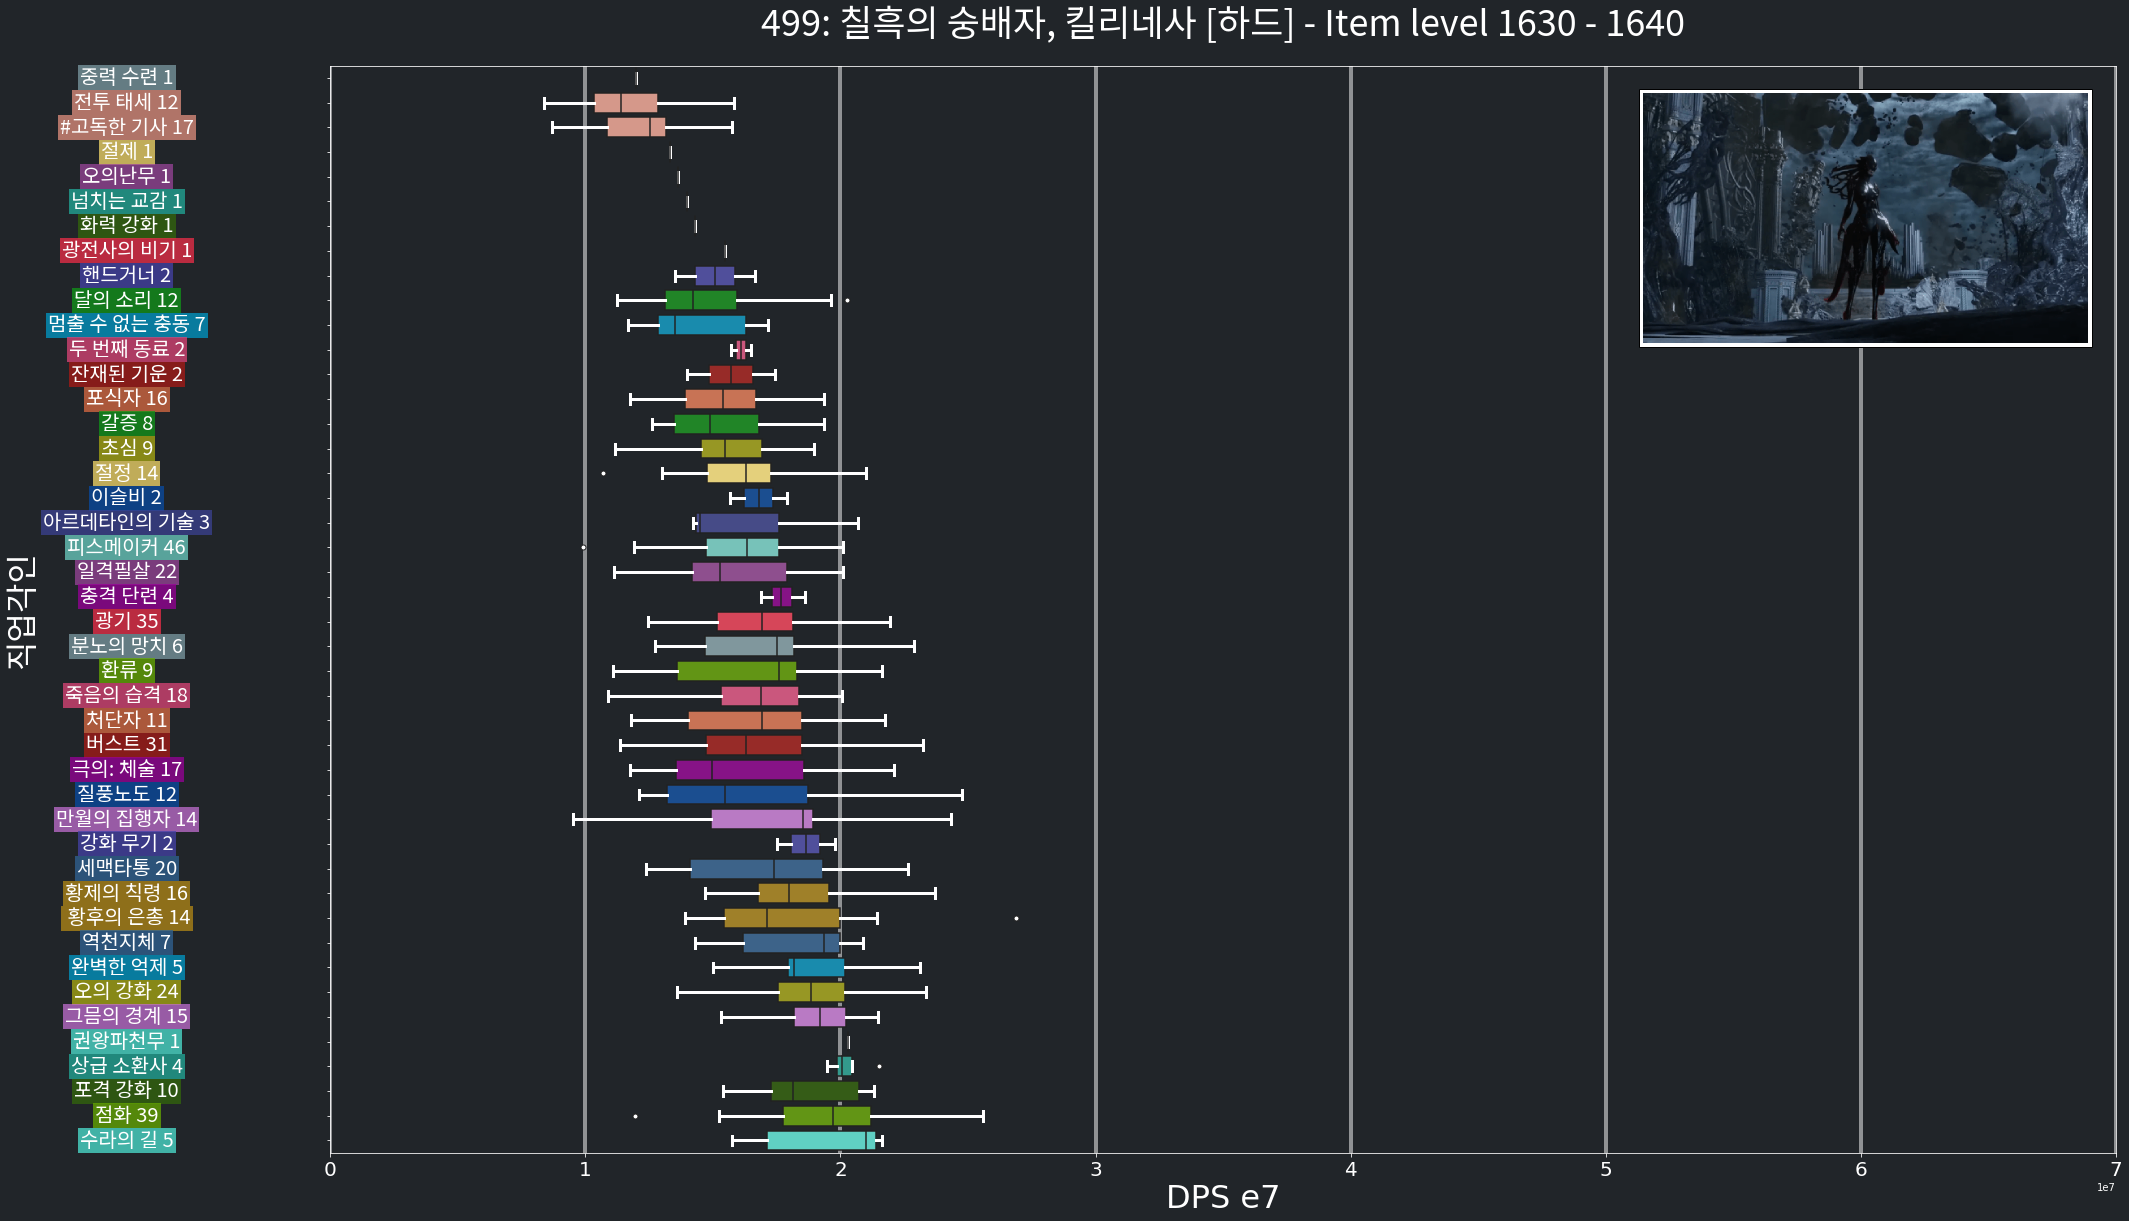 499: 칠흑의 숭배자, 킬리네사 [하드] - Item level 1630 - 1640
직업각인
중력 수련 1
전투 태세 12
#고독한 기사 17
절제 1
오의난무 1
넘치는 교감 1
화력 강화 1
광전사의 비기 1
핸드거너 2
달의 소리 12
멈출 수 없는 충동 7
두 번째 동료 2
잔재된 기운 2
포식자 16
갈증 8
초심 9
절정 14
이슬비 2
아르데타인의 기술 3
피스메이커 46
일격필살 22
충격 단련 4
광기 35
분노의 망치 6
환류 9
죽음의 습격 18
처단자 11
버스트 31
극의: 체술 17
질풍노도 12
만월의 집행자 14
강화 무기 2
세맥타통 20
황제의 칙령 16
황후의 은총 14
역천지체 7
완벽한 억제 5
오의 강화 24
그믐의 경계 15
권왕파천무 1
상급 소환사 4
포격 강화 10
점화 39
수라의 길 5
0 1 2 3 4 5 6 7
1e7
DPS e7